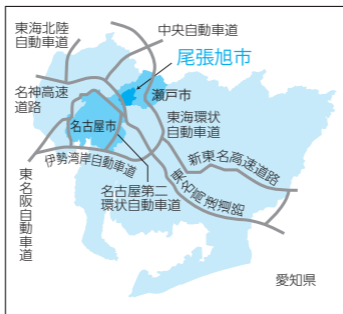 東海北陸
自動車道
中央自動車道
尾張旭市
名神高速
道路
瀬戸市
名古屋市
東海環状
自動車道
伊勢湾岸自動車道
新東名高速道路
東名高速道路
東名阪自動車道
名古屋第二
環状自動車道
愛知県